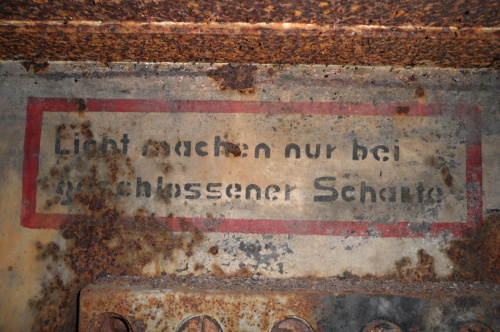 Licht machen nur bei
geschlossener Scharte